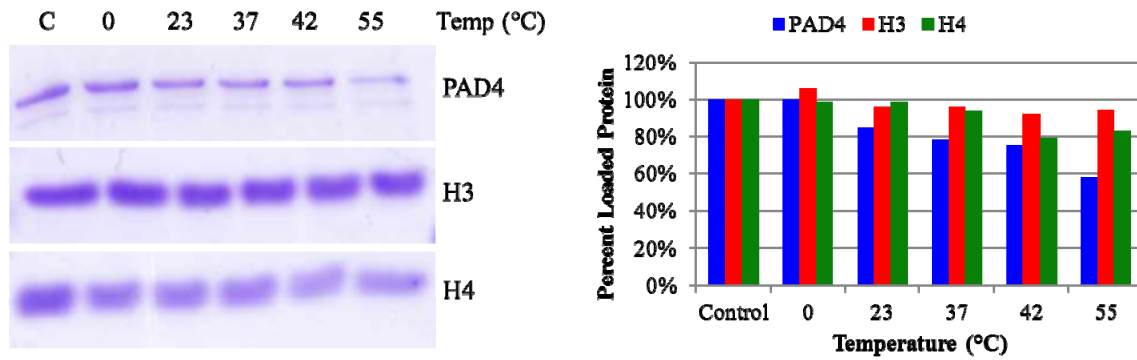 C 0 23 37 42 55 Temp (°C)
PAD4
H3
H4
PAD4 H3 H4
120%
100%
80%
60%
40%
20%
0%
Percent Loaded Protein
Control 0 23 37 42 55
Temperature (°C)